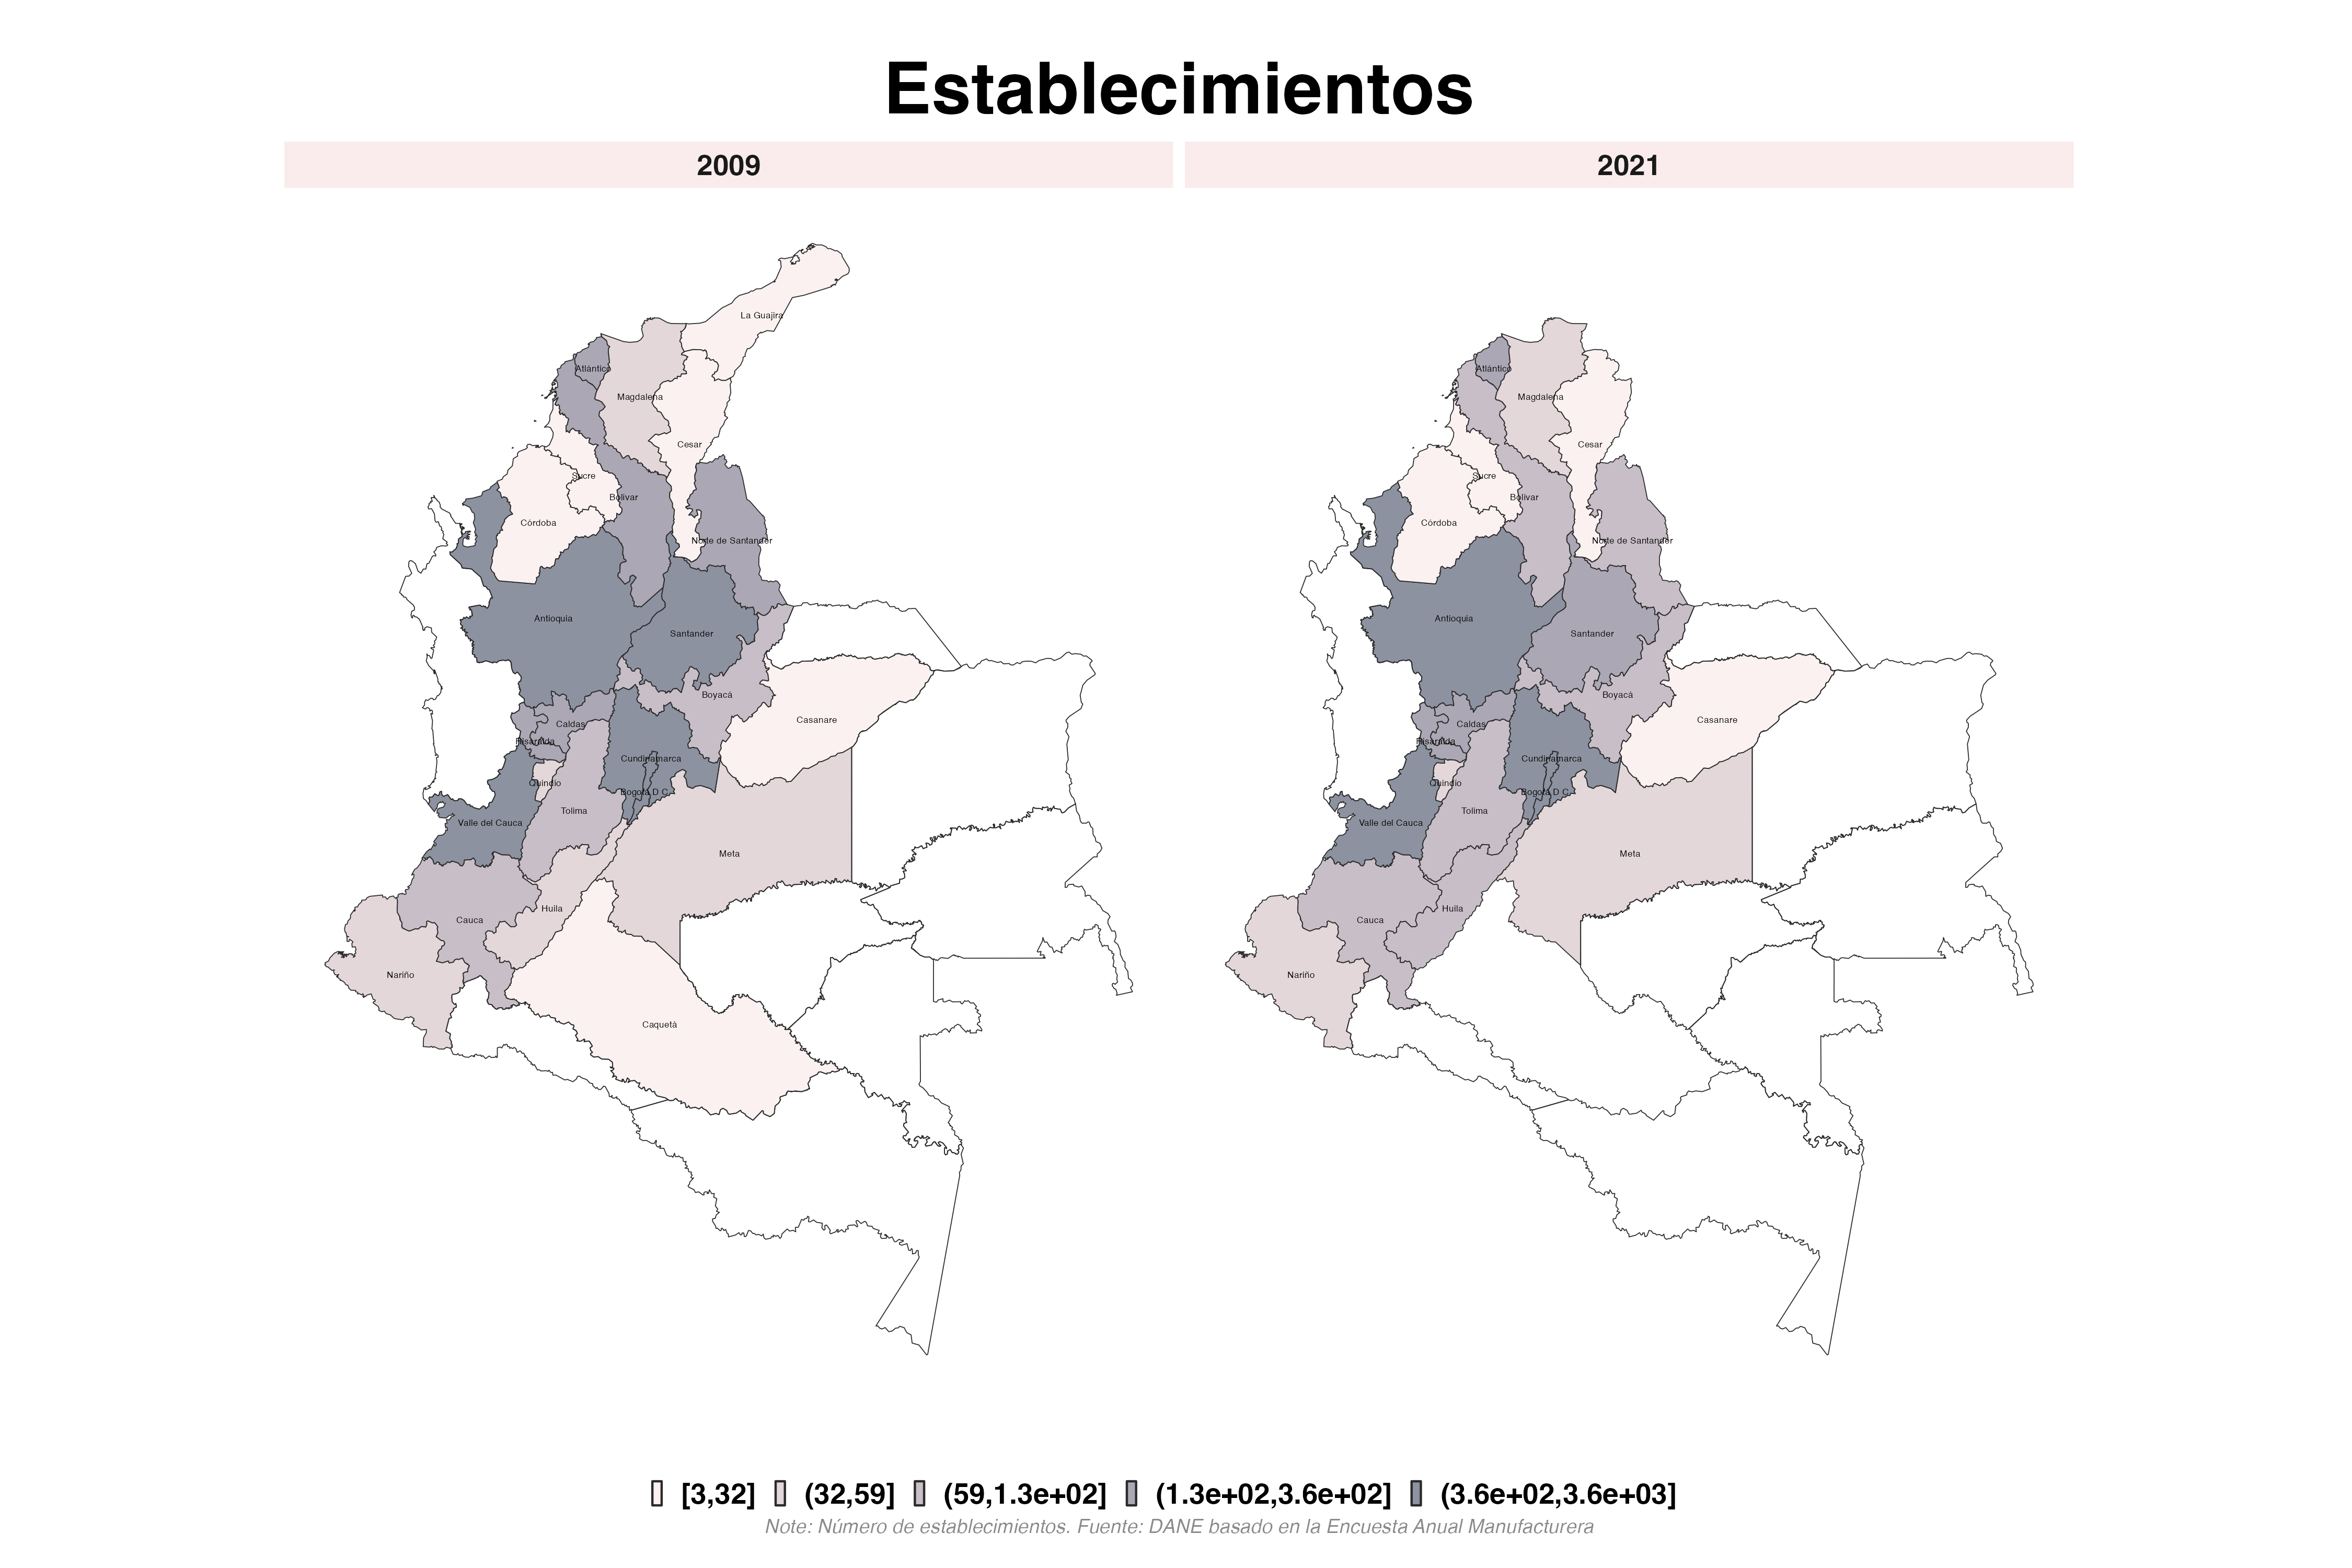 Establecimientos
2009
2021
La Guajira
Atlántico
Magdalena
Cesar
Sucre
Bolívar
Córdoba
Norte de Santander
Antioquia
Santander
Boyacá
Casanare
Caldas
Risaralda
Cundinamarca
Quindío
Bogotá D.C.
Tolima
Valle del Cauca
Meta
Huila
Cauca
Nariño
Caquetá
Atlántico
Magdalena
Cesar
Sucre
Bolívar
Córdoba
Norte de Santander
Antioquia
Santander
Boyacá
Casanare
Caldas
Risaralda
Cundinamarca
Quindío
Bogotá D.C.
Tolima
Valle del Cauca
Meta
Huila
Cauca
Nariño
[3,32] (32,59] (59,1.3e+02] (1.3e+02,3.6e+02] (3.6e+02,3.6e+03]
Note: Número de establecimientos. Fuente: DANE basado en la Encuesta Anual Manufacturera